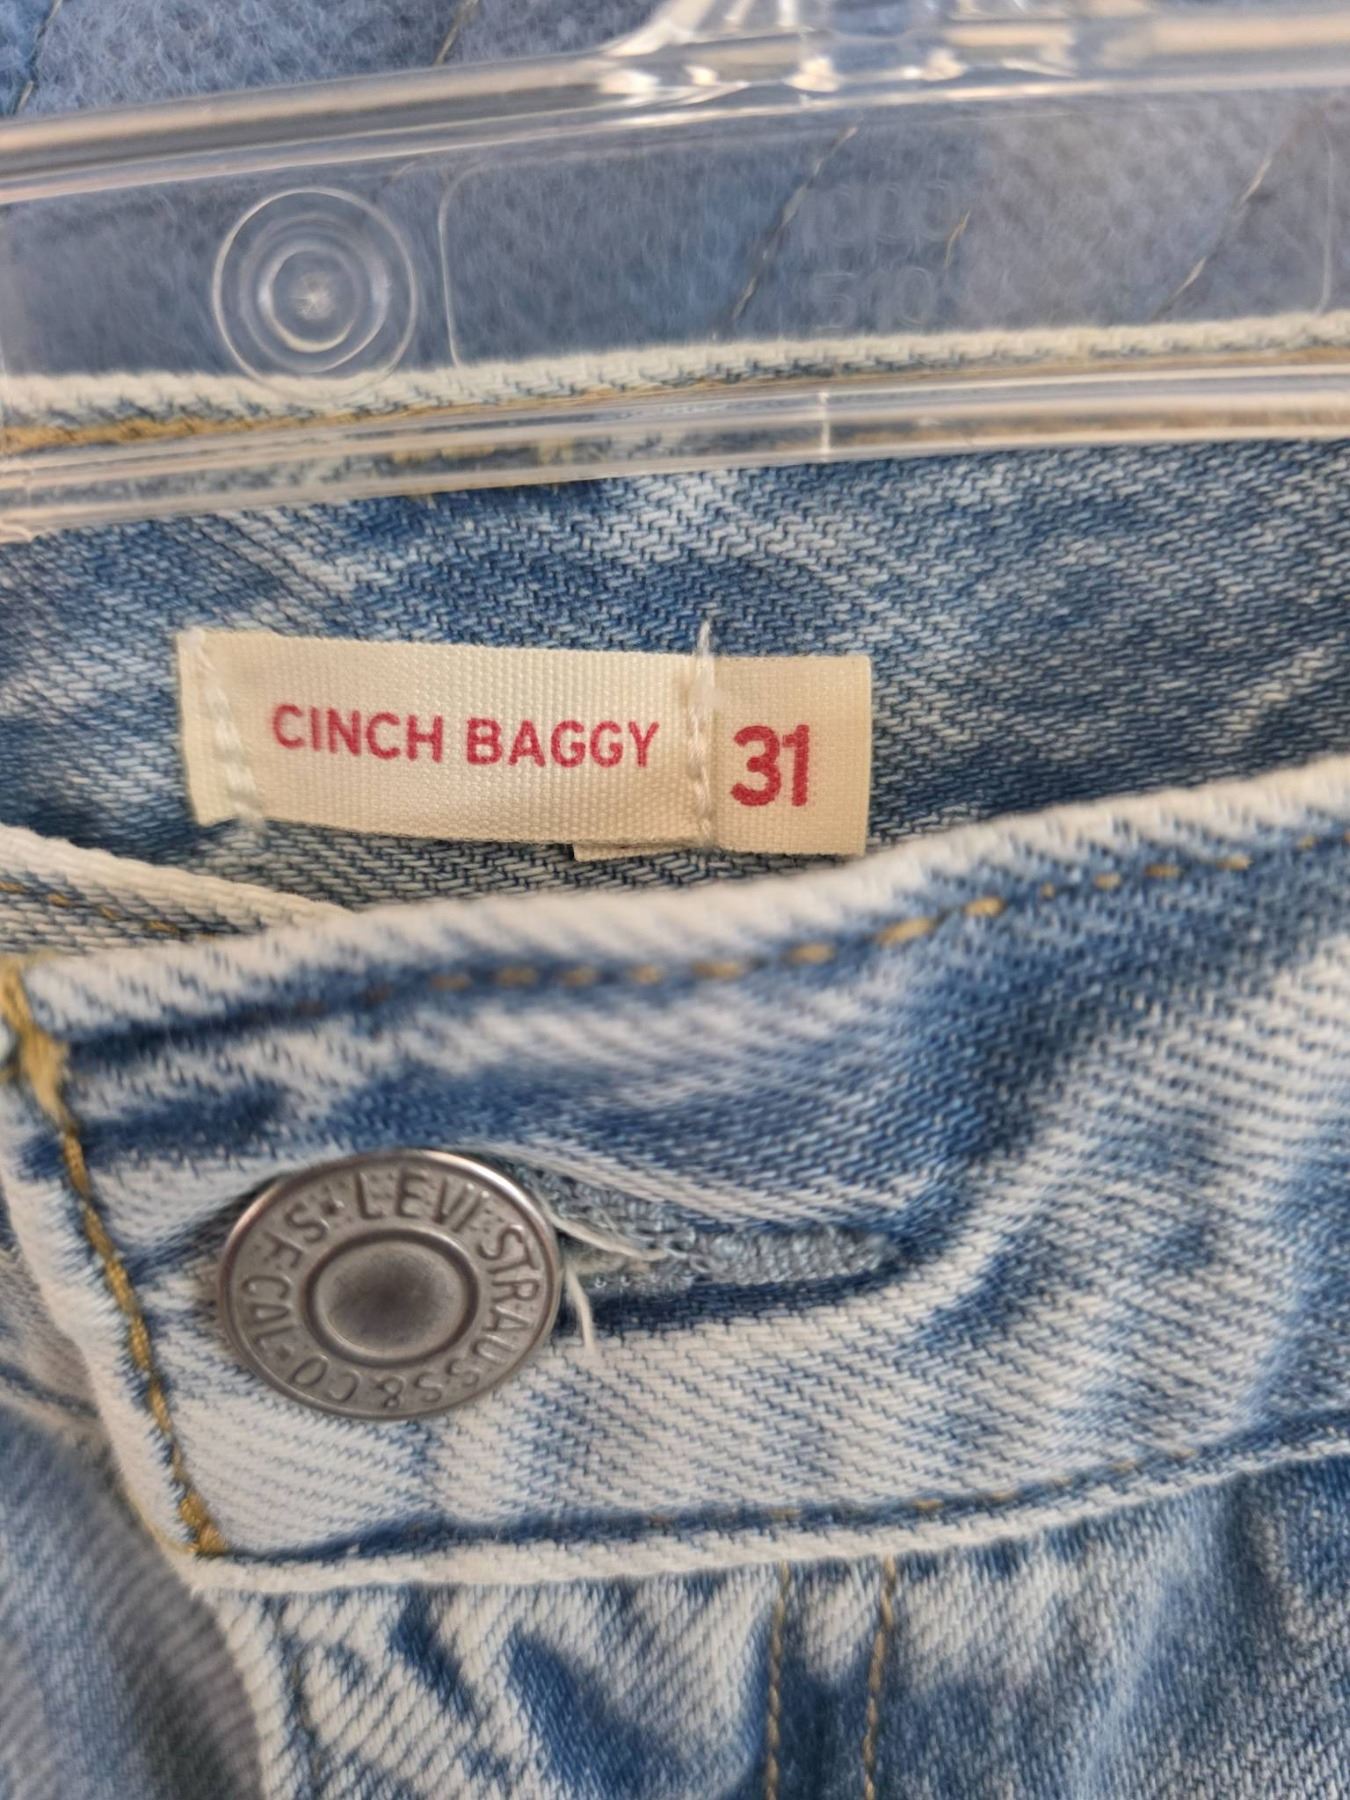 CINCH BAGGY 31
LEVI STRAUSS & CO · S F CAL ·